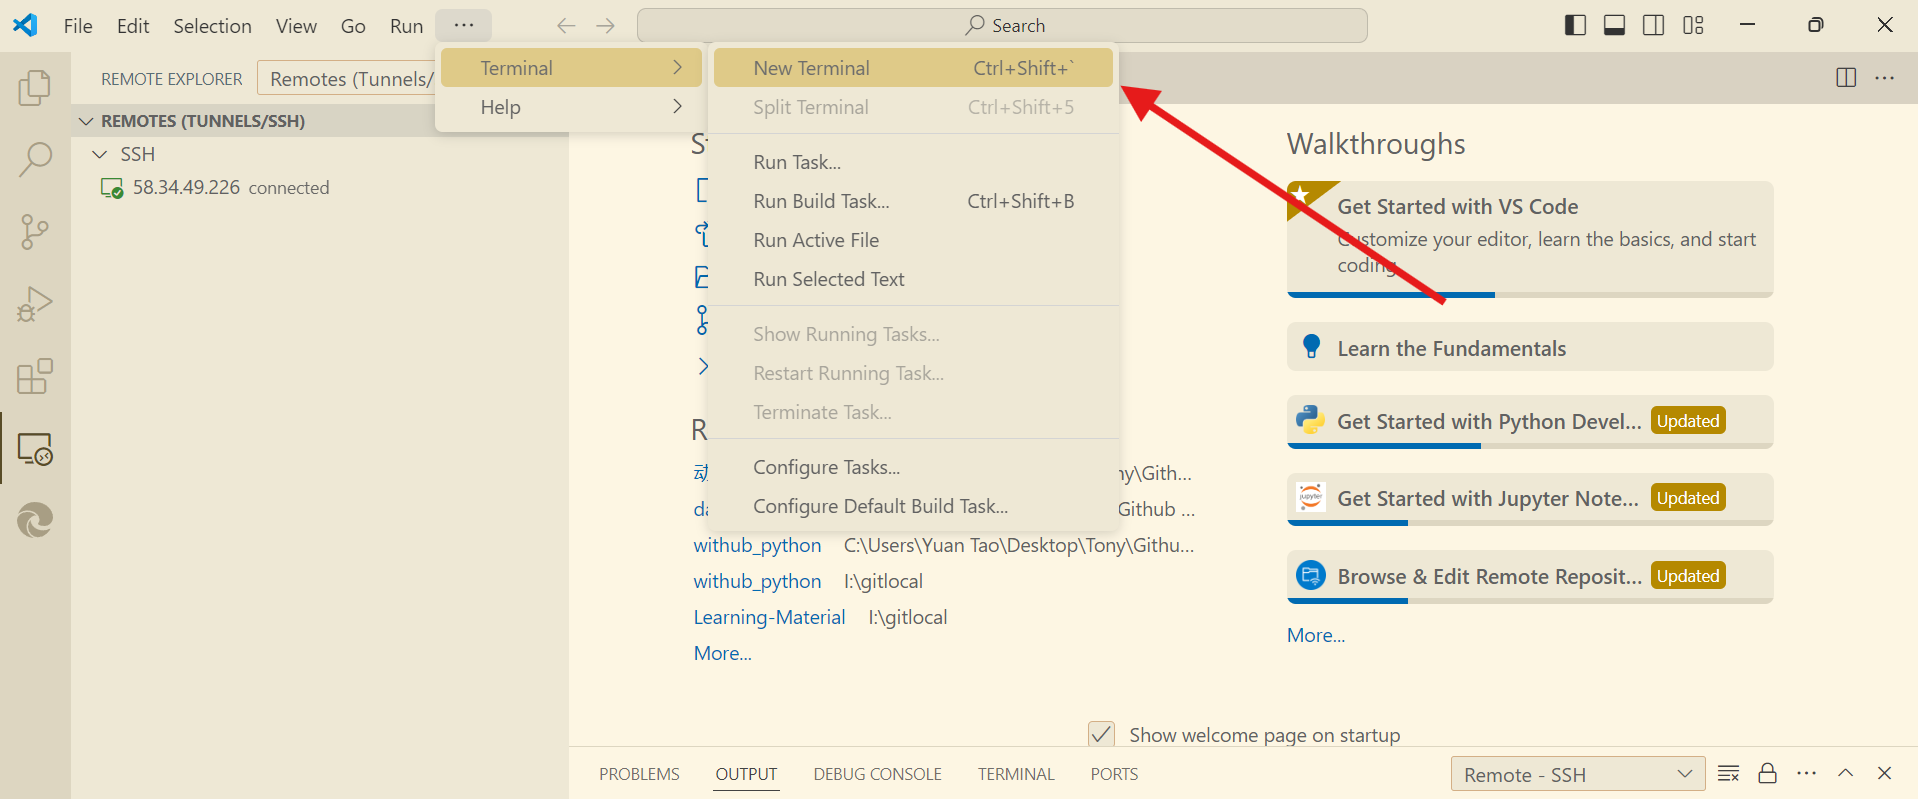 File Edit Selection View Go Run ··· Search
REMOTE EXPLORER Remotes (Tunnels/
REMOTES (TUNNELS/SSH)
SSH
58.34.49.226 connected
Terminal
Help
New Terminal Ctrl+Shift+`
Split Terminal Ctrl+Shift+5
Run Task...
Run Build Task... Ctrl+Shift+B
Run Active File
Run Selected Text
Show Running Tasks...
Restart Running Task...
Terminate Task...
Configure Tasks...
Configure Default Build Task...
ny\Gith...
Github ...
withub_python C:\Users\Yuan Tao\Desktop\Tony\Githu...
withub_python I:\gitlocal
Learning-Material I:\gitlocal
More...
Walkthroughs
Get Started with VS Code
Customize your editor, learn the basics, and start
coding
Learn the Fundamentals
Get Started with Python Devel... Updated
jupyter
Get Started with Jupyter Note... Updated
Browse & Edit Remote Reposit... Updated
More...
Show welcome page on startup
PROBLEMS OUTPUT DEBUG CONSOLE TERMINAL PORTS
Remote - SSH